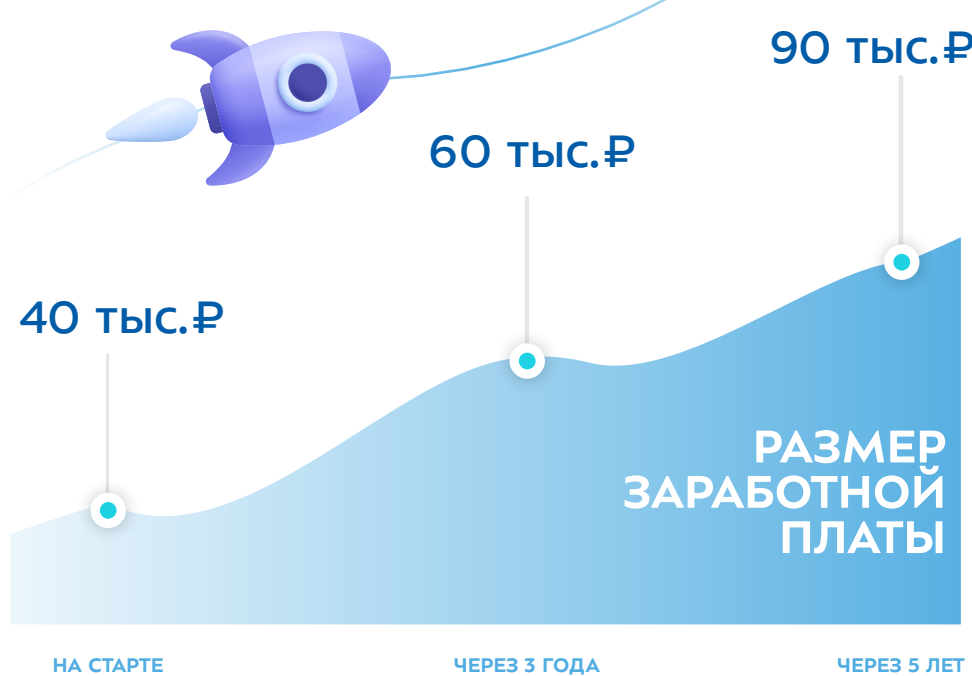 90 тыс.₽
60 тыс.₽
40 тыс.₽
РАЗМЕР
ЗАРАБОТНОЙ
ПЛАТЫ
НА СТАРТЕ
ЧЕРЕЗ 3 ГОДА
ЧЕРЕЗ 5 ЛЕТ